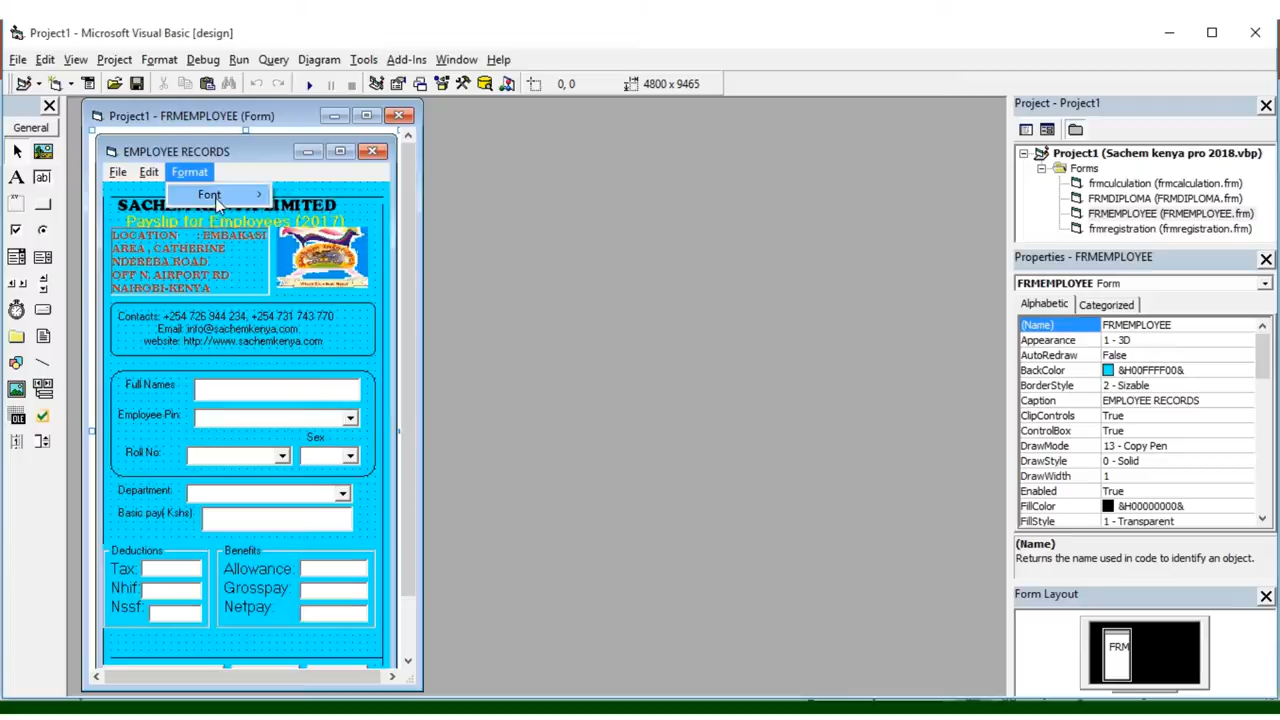 Project1 - Microsoft Visual Basic [design]
File Edit View Project Format Debug Run Query Diagram Tools Add-Ins Window Help
0, 0 4800 x 9465
General
A ab|
XY
OLE
Project1 - FRMEMPLOYEE (Form)
EMPLOYEE RECORDS
File Edit Format
Font
LIMITED
Payslip for Employees (2017)
LOCATION : EMBAKASI
AREA , CATHERINE
NDEREBA ROAD.
OFF N. AIRPORT RD
NAIROBI-KENYA
Contacts: +254 726 944 234, +254 731 743 770
Email: info@sachemkenya.com,
website: http://www.sachemkenya.com
Full Names
Employee Pin:
Sex
Roll No:
Department:
Basic pay( Kshs)
Deductions
Tax:
Nhif:
Nssf:
Benefits
Allowance:
Grosspay:
Netpay:
Project - Project1
Project1 (Sachem kenya pro 2018.vbp)
Forms
frmculculation (frmcalculation.frm)
FRMDIPLOMA (FRMDIPLOMA.frm)
FRMEMPLOYEE (FRMEMPLOYEE.frm)
frmregistration (frmregistration.frm)
Properties - FRMEMPLOYEE
FRMEMPLOYEE Form
Alphabetic Categorized
(Name) FRMEMPLOYEE
Appearance 1 - 3D
AutoRedraw False
BackColor &H00FFFF00&
BorderStyle 2 - Sizable
Caption EMPLOYEE RECORDS
ClipControls True
ControlBox True
DrawMode 13 - Copy Pen
DrawStyle 0 - Solid
DrawWidth 1
Enabled True
FillColor &H00000000&
FillStyle 1 - Transparent
(Name)
Returns the name used in code to identify an object.
Form Layout
FRM